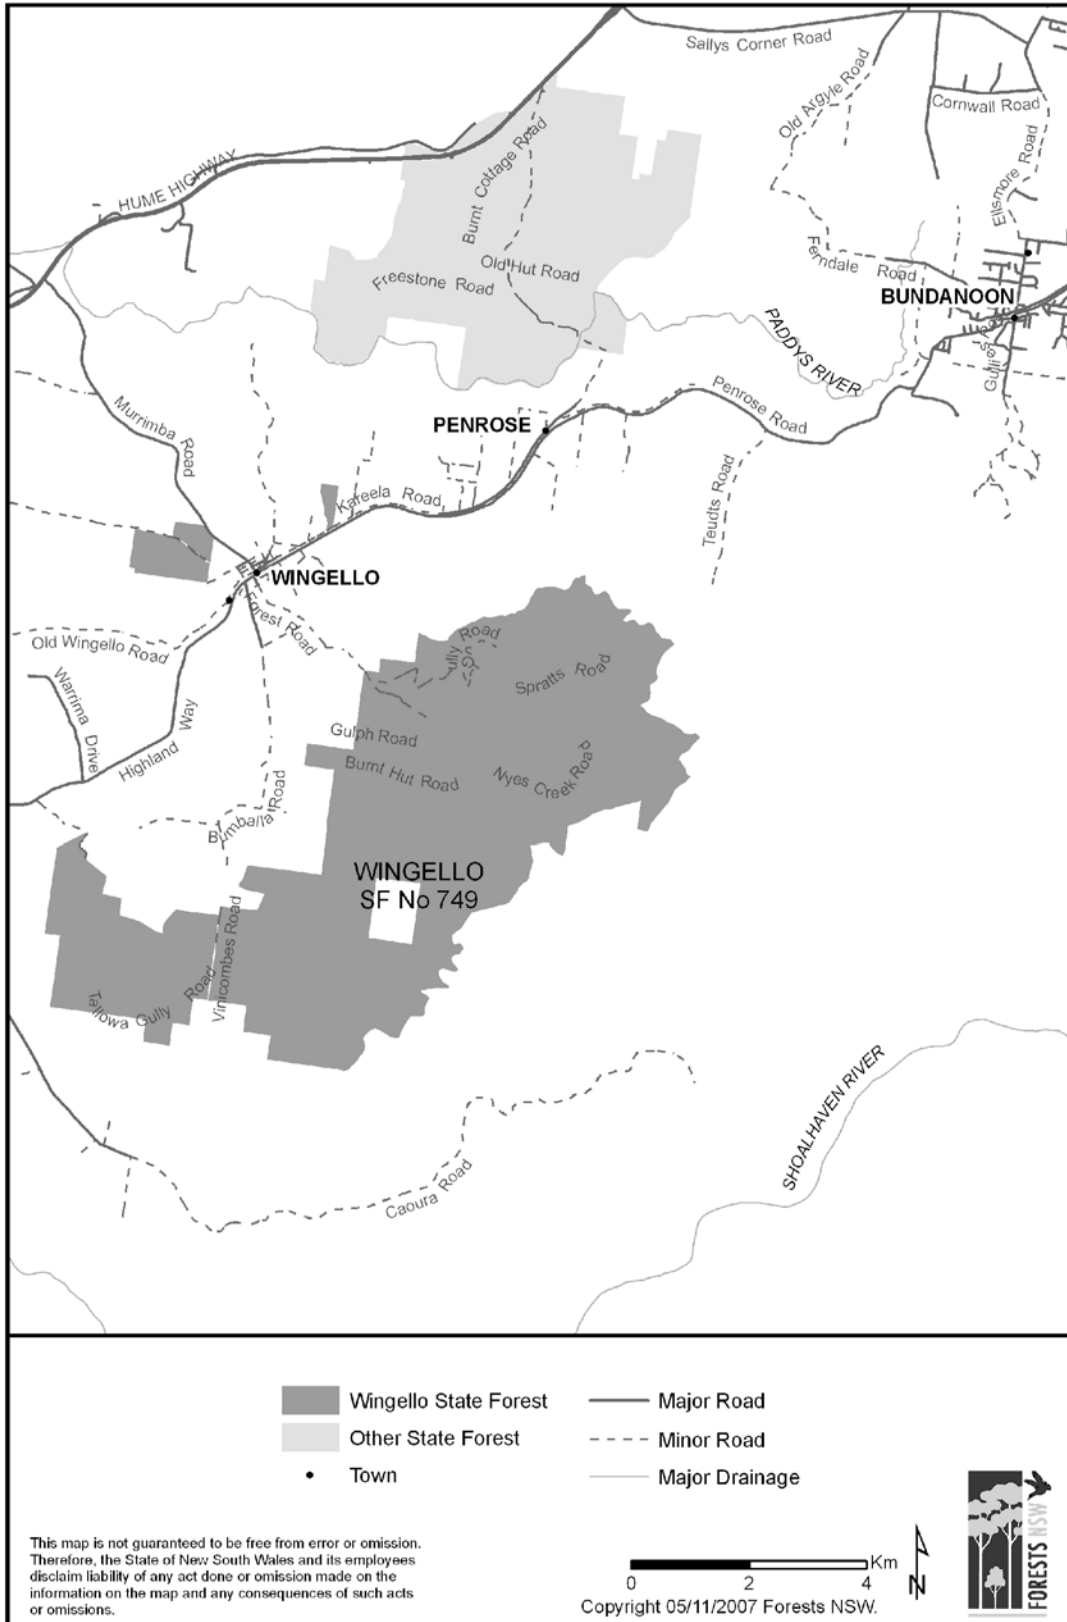 Sallys Corner Road
Old Argyle Road
Cornwall Road
Ellsmore Road
HUME HIGHWAY
Burnt Cottage Road
Old Hut Road
Freestone Road
Ferndale Road
BUNDANOON
PADDYS RIVER
Gullies
Murrimba Road
PENROSE
Penrose Road
Kareela Road
Teudts Road
WINGELLO
Forest Road
Old Wingello Road
Warrima Drive
Highland Way
Gully Road
Spratts Road
Gulph Road
Burnt Hut Road
Nyes Creek Road
Bumballa Road
WINGELLO
SF No 749
Vinicombes Road
Tallowa Gully Road
SHOALHAVEN RIVER
Caoura Road
Wingello State Forest
Other State Forest
Town
Major Road
Minor Road
Major Drainage
This map is not guaranteed to be free from error or omission.
Therefore, the State of New South Wales and its employees
disclaim liability of any act done or omission made on the
information on the map and any consequences of such acts
or omissions.
0 2 4 Km
N
Copyright 05/11/2007 Forests NSW.
FORESTS NSW